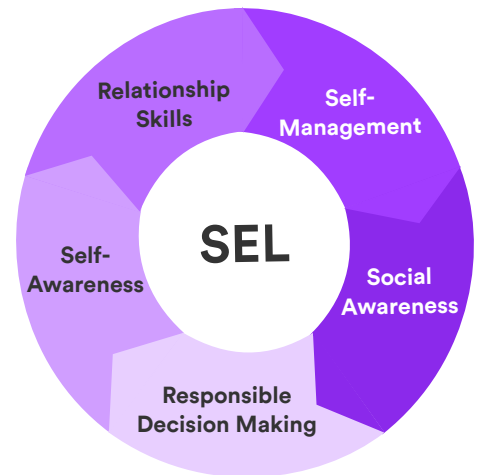 Relationship
Skills
Self-
Management
SEL
Self-
Awareness
Social
Awareness
Responsible
Decision Making